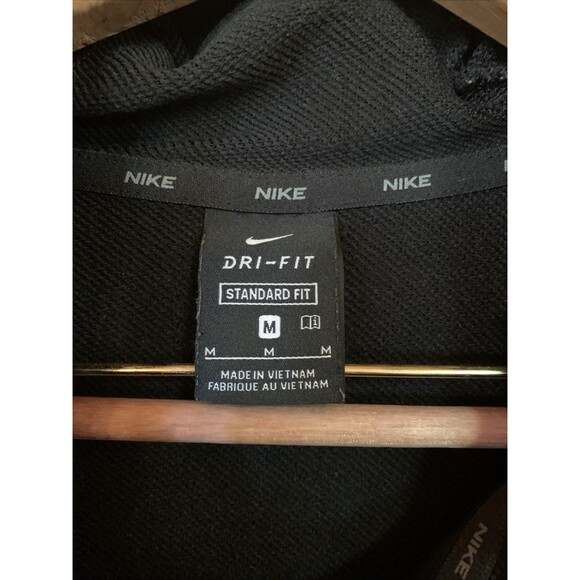 NIKE NIKE NIKE
DRI-FIT
STANDARD FIT
M
M M M
MADE IN VIETNAM
FABRIQUE AU VIETNAM
NIKE